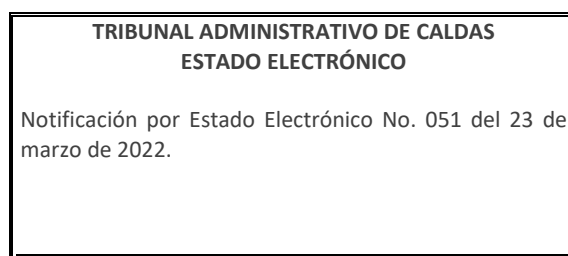 TRIBUNAL ADMINISTRATIVO DE CALDAS
ESTADO ELECTRÓNICO
Notificación por Estado Electrónico No. 051 del 23 de
marzo de 2022.